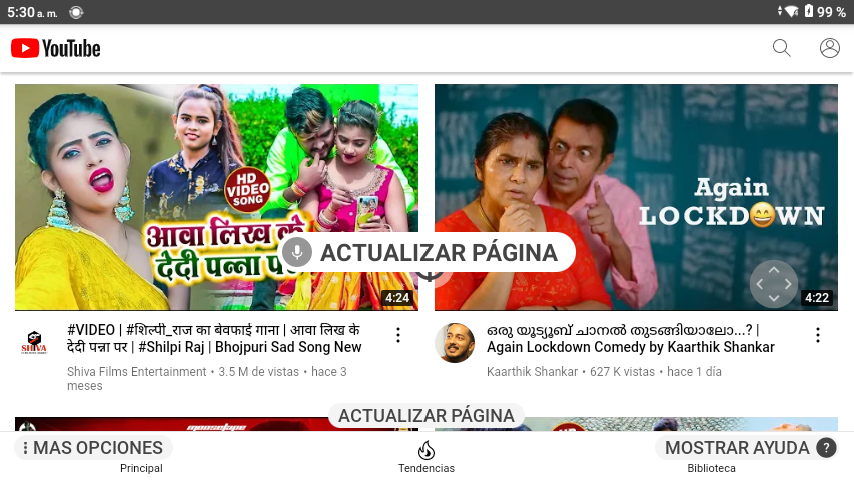 5:30 a. m.
99 %
YouTube
HD
VIDEO
SONG
आवा लिख के
देदी पन्ना प
4:24
Again
LOCKDOWN
4:22
ACTUALIZAR PÁGINA
SHIVA
#VIDEO | #शिल्पी_राज का बेवफाई गाना | आवा लिख के
देदी पन्ना पर | #Shilpi Raj | Bhojpuri Sad Song New
Shiva Films Entertainment • 3.5 M de vistas • hace 3
meses
ഒരു യൂട്യൂബ് ചാനൽ തുടങ്ങിയാലോ...? |
Again Lockdown Comedy by Kaarthik Shankar
Kaarthik Shankar • 627 K vistas • hace 1 día
ACTUALIZAR PÁGINA
moosetape
MAS OPCIONES
MOSTRAR AYUDA ?
Principal
Tendencias
Biblioteca